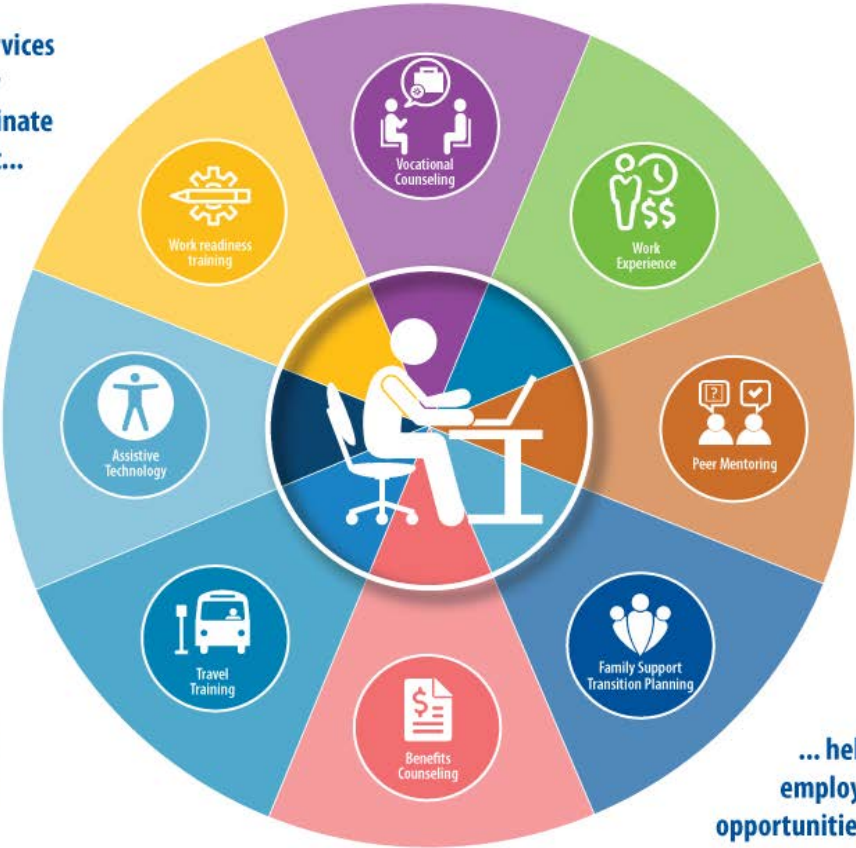 rvices
inate
...
Vocational
Counseling
Work readiness
training
$$
Work
Experience
Assistive
Technology
?
Peer Mentoring
Travel
Training
Family Support
Transition Planning
$
Benefits
Counseling
... hel
employ
opportunitie